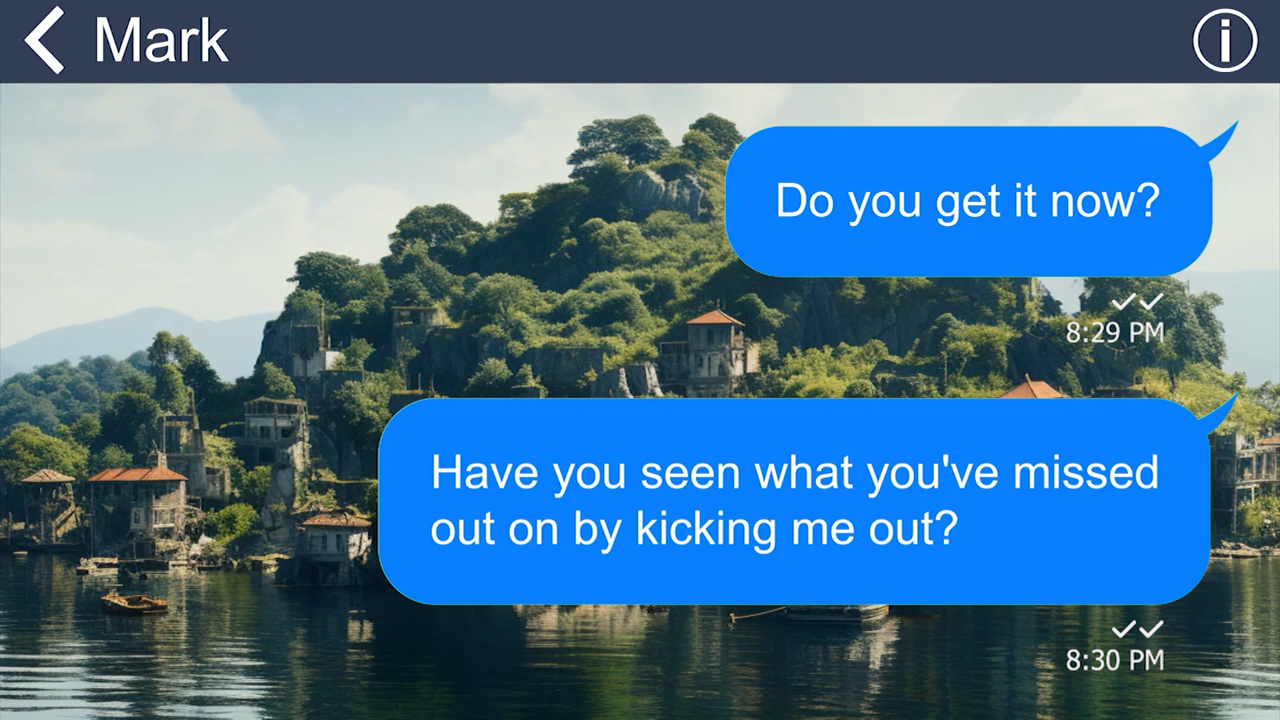 Mark
Do you get it now?
8:29 PM
Have you seen what you've missed
out on by kicking me out?
8:30 PM